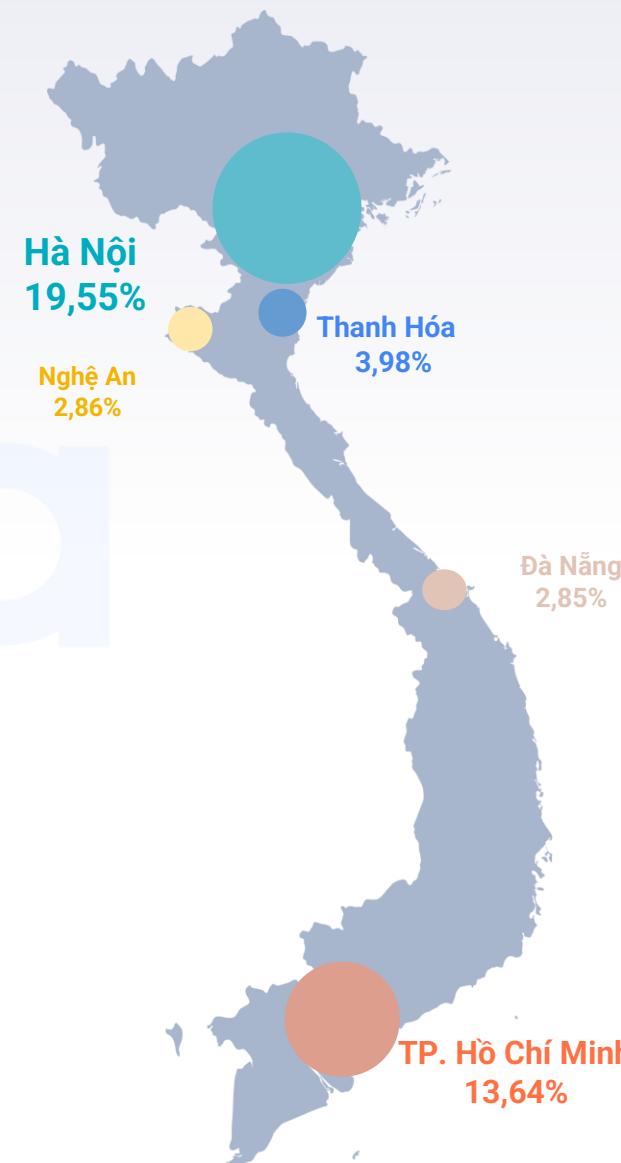 Hà Nội
19,55%
Thanh Hóa
3,98%
Nghệ An
2,86%
Đà Nẵng
2,85%
TP. Hồ Chí Minh
13,64%